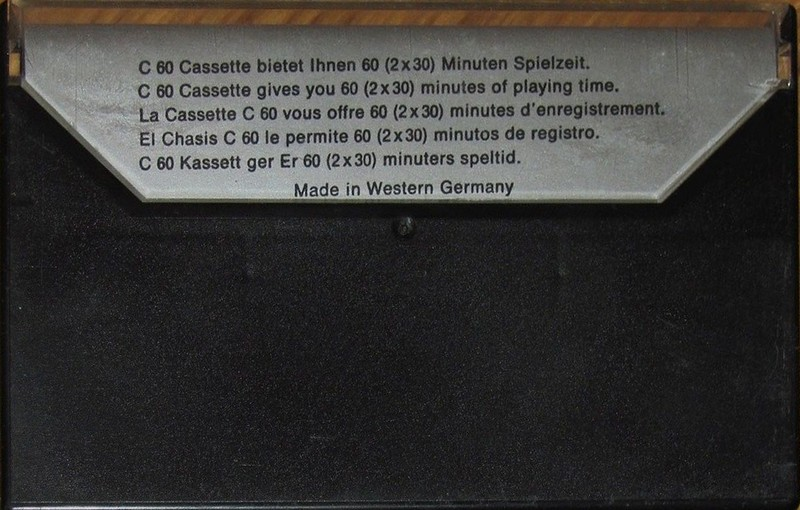 C 60 Cassette bietet Ihnen 60 (2x30) Minuten Spielzeit.
C 60 Cassette gives you 60 (2x30) minutes of playing time.
La Cassette C 60 vous offre 60 (2x30) minutes d'enregistrement.
El Chasis C 60 le permite 60 (2x30) minutos de registro.
C 60 Kassett ger Er 60 (2x30) minuters speltid.
Made in Western Germany